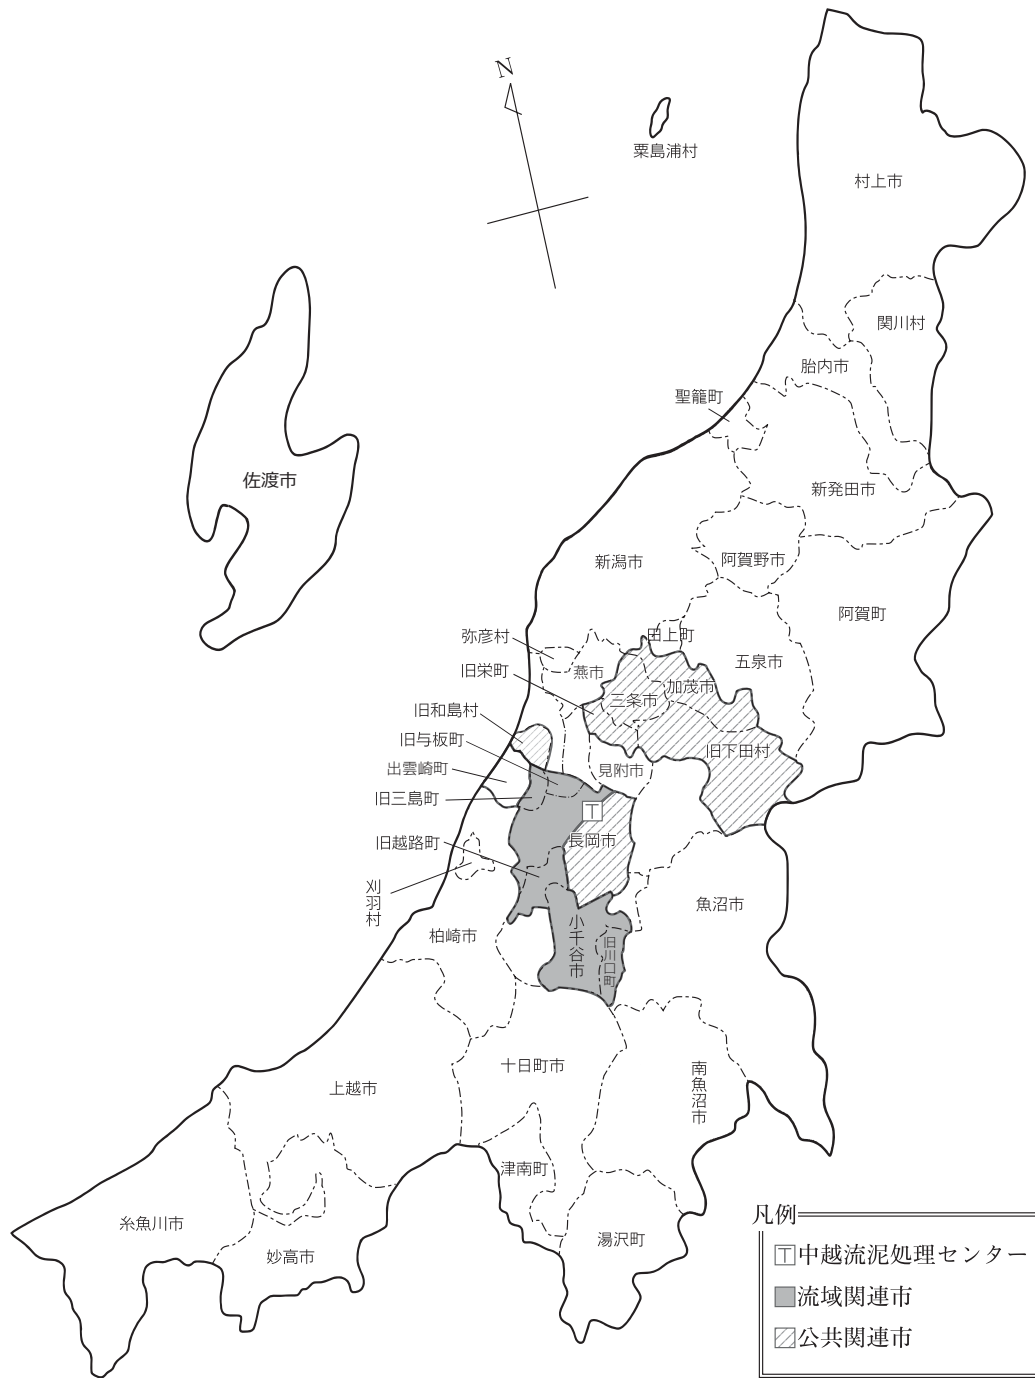 N
粟島浦村
村上市
関川村
胎内市
聖籠町
佐渡市
新発田市
新潟市
阿賀野市
阿賀町
弥彦村
田上町
五泉市
燕市
旧栄町
加茂市
三条市
旧和島村
旧与板町
旧下田村
出雲崎町
見附市
旧三島町
T
長岡市
旧越路町
刈羽村
魚沼市
柏崎市
小千谷市
旧川口町
十日町市
上越市
南魚沼市
津南町
糸魚川市
妙高市
湯沢町
凡例
T中越流泥処理センター
流域関連市
公共関連市